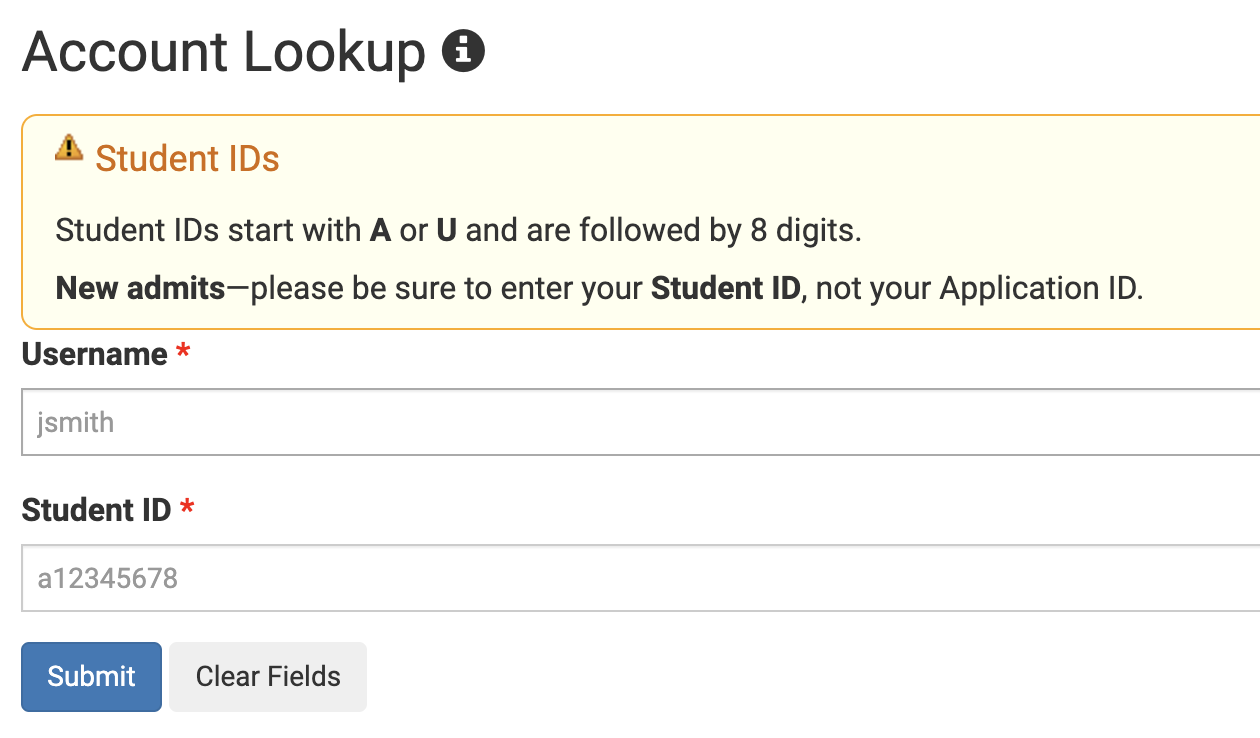 Account Lookup
Student IDs
Student IDs start with A or U and are followed by 8 digits.
New admits—please be sure to enter your Student ID, not your Application ID.
Username *
jsmith
Student ID *
a12345678
Submit Clear Fields